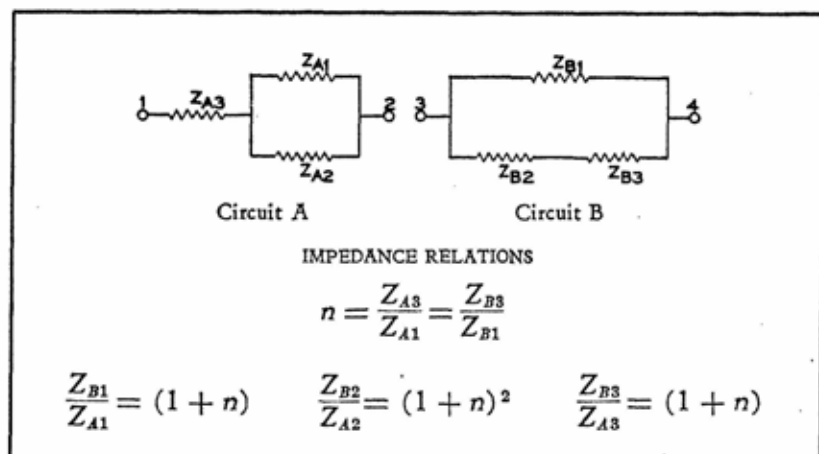 Z_A1 Z_B1
1 Z_A3 2 3 4
Z_A2 Z_B2 Z_B3
Circuit A Circuit B
IMPEDANCE RELATIONS
n = Z_A3/Z_A1 = Z_B3/Z_B1
Z_B1/Z_A1 = (1 + n) Z_B2/Z_A2 = (1 + n)² Z_B3/Z_A3 = (1 + n)